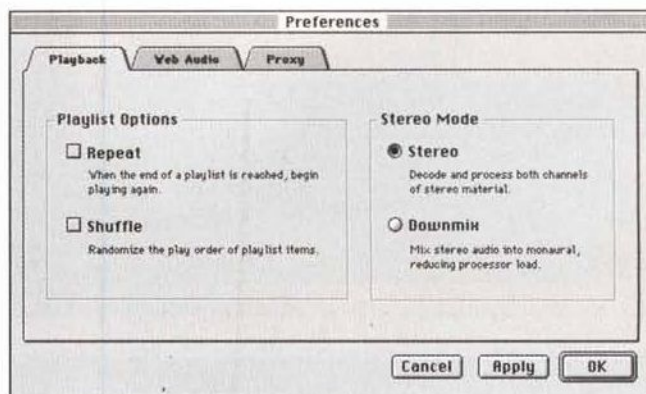 Preferences
Playback
Web Audio
Proxy
Playlist Options
Repeat
When the end of a playlist is reached, begin
playing again.
Shuffle
Randomize the play order of playlist items.
Stereo Mode
Stereo
Decode and process both channels
of stereo material.
Downmix
Mix stereo audio into monaural,
reducing processor load.
Cancel
Apply
OK